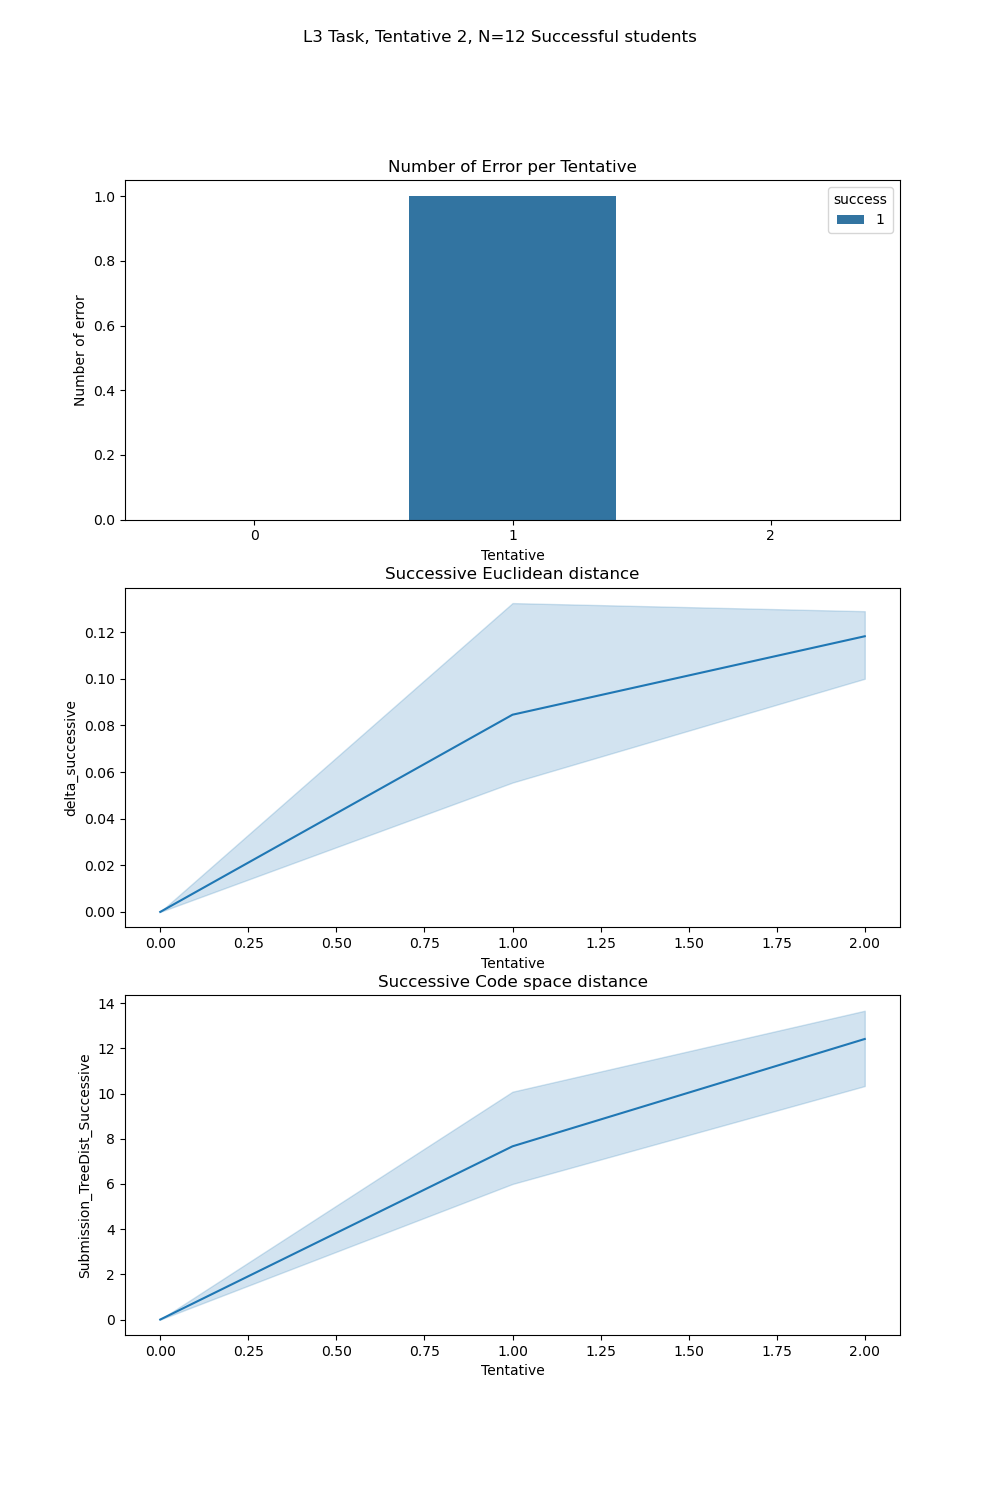 L3 Task, Tentative 2, N=12 Successful students
Number of Error per Tentative
success
1
Number of error
1.0
0.8
0.6
0.4
0.2
0.0
0 1 2
Tentative
Successive Euclidean distance
delta_successive
0.12
0.10
0.08
0.06
0.04
0.02
0.00
0.00 0.25 0.50 0.75 1.00 1.25 1.50 1.75 2.00
Tentative
Successive Code space distance
Submission_TreeDist_Successive
14
12
10
8
6
4
2
0
0.00 0.25 0.50 0.75 1.00 1.25 1.50 1.75 2.00
Tentative